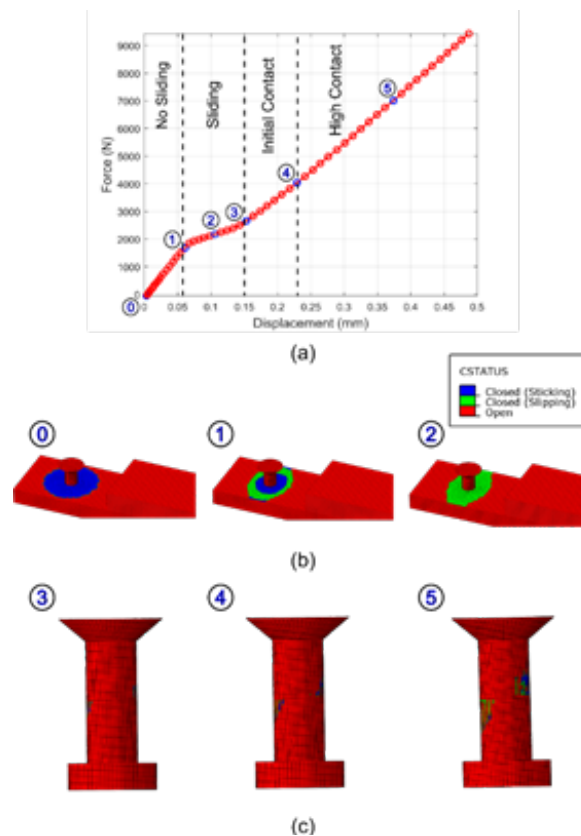 9000
8000
7000
6000
5000
4000
3000
2000
1000
0
Force (N)
No Sliding
Sliding
Initial Contact
High Contact
0
1
2
3
4
5
0 0.05 0.1 0.15 0.2 0.25 0.3 0.35 0.4 0.45 0.5
Displacement (mm)
(a)
CSTATUS
Closed (Sticking)
Closed (Slipping)
Open
0 1 2
(b)
3 4 5
(c)